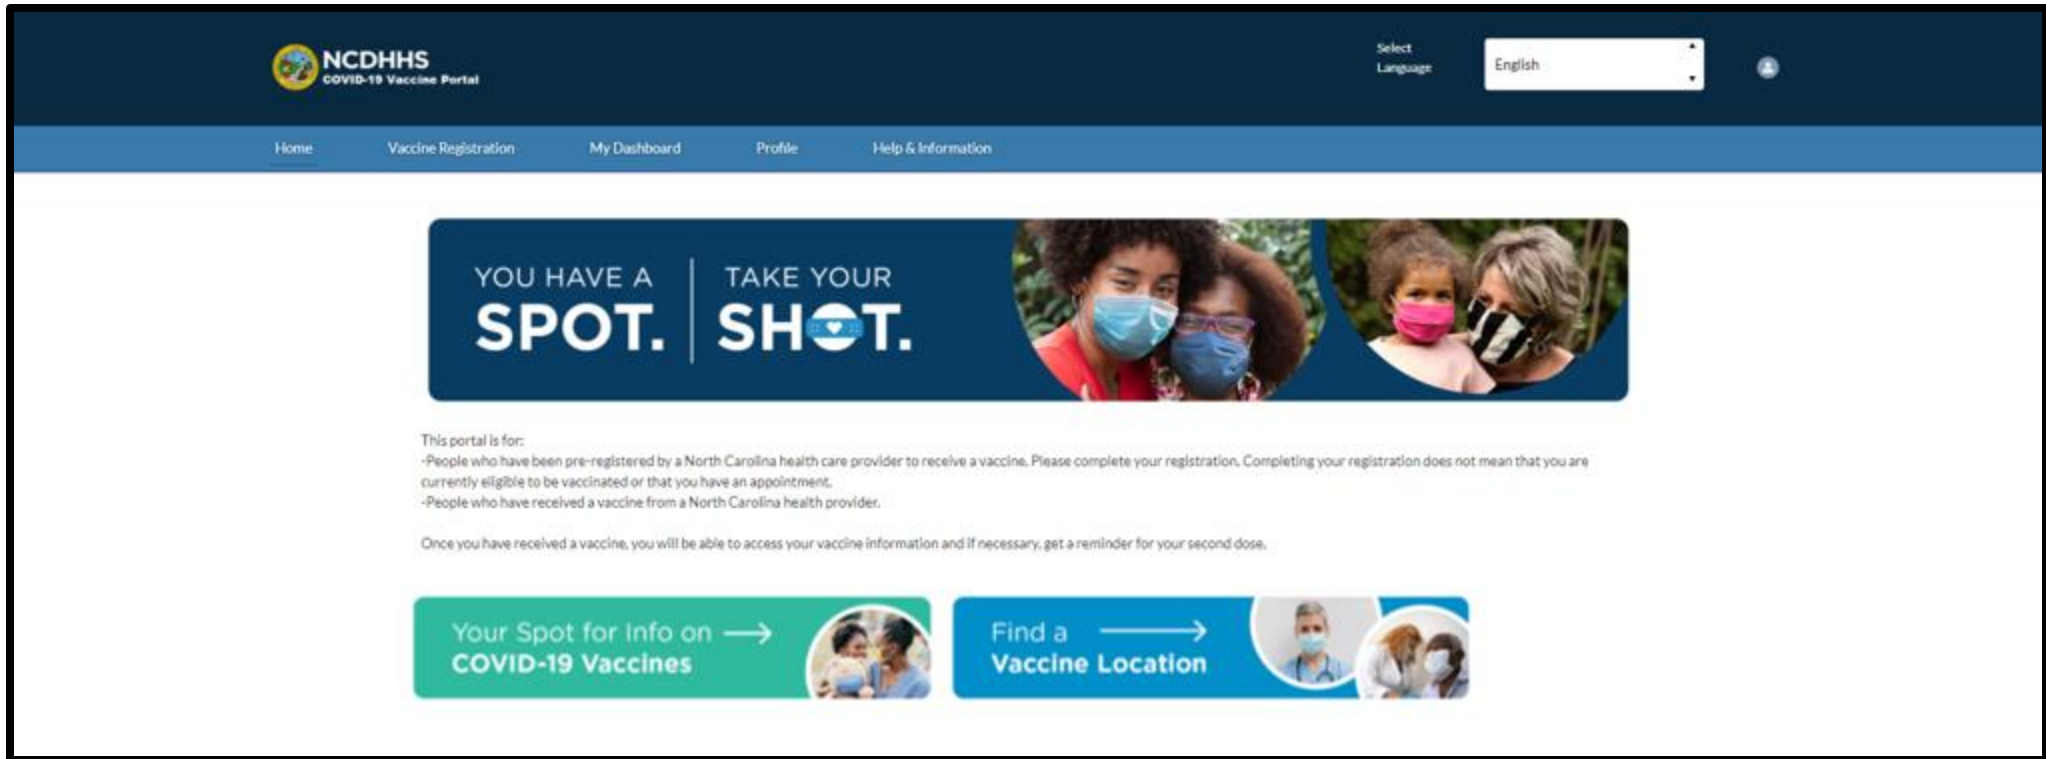 NCDHHS
COVID-19 Vaccine Portal
Select
Language
English
Home
Vaccine Registration
My Dashboard
Profile
Help & Information
YOU HAVE A
SPOT.
TAKE YOUR
SHOT.
This portal is for:
-People who have been pre-registered by a North Carolina health care provider to receive a vaccine. Please complete your registration. Completing your registration does not mean that you are
currently eligible to be vaccinated or that you have an appointment.
-People who have received a vaccine from a North Carolina health provider.
Once you have received a vaccine, you will be able to access your vaccine information and if necessary, get a reminder for your second dose.
Your Spot for Info on
COVID-19 Vaccines
Find a
Vaccine Location